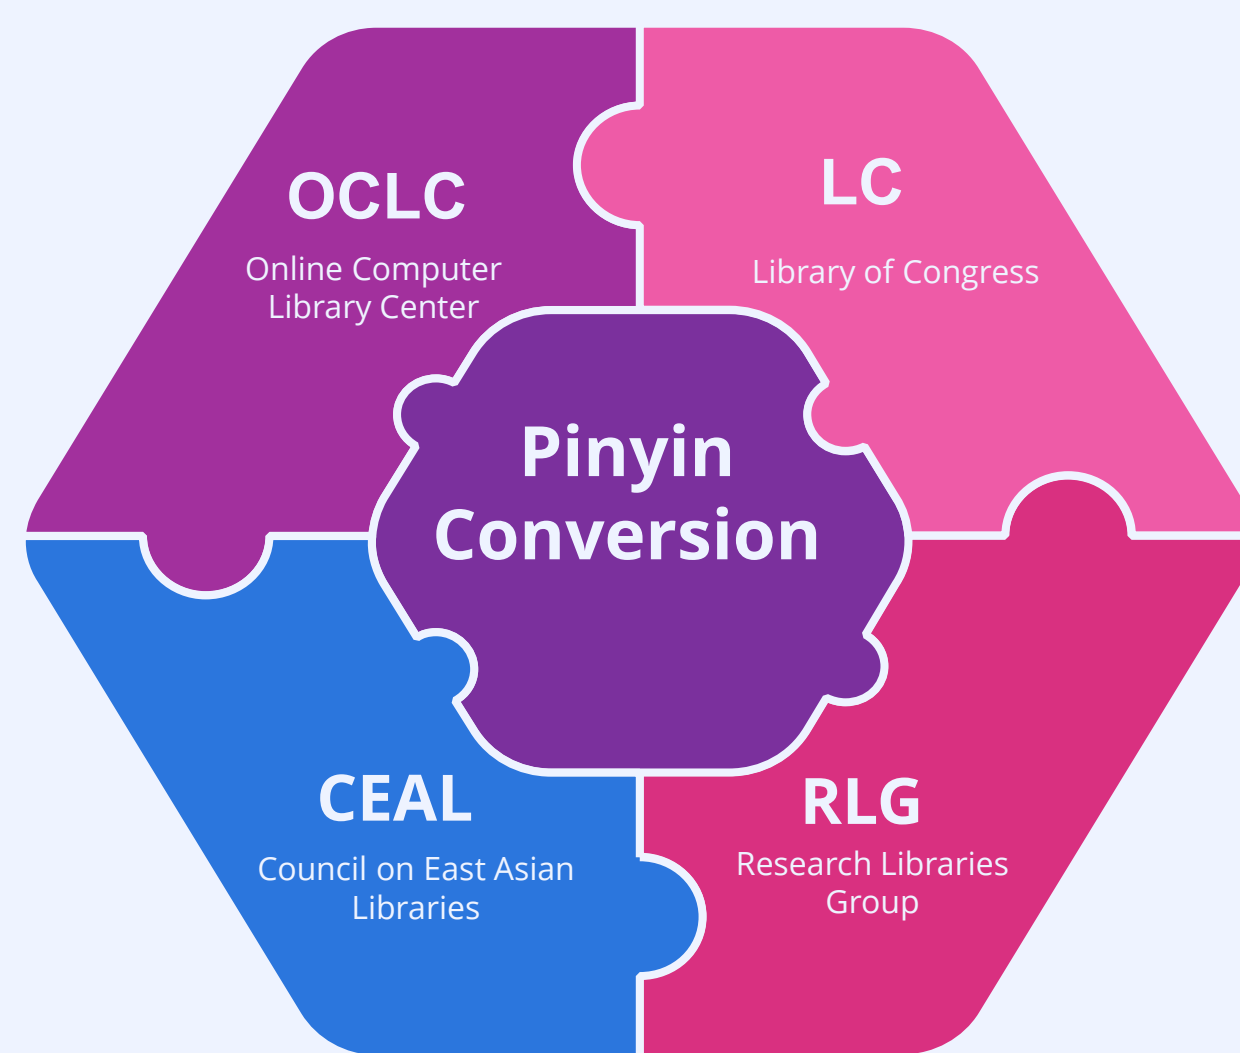 OCLC
Online Computer
Library Center
LC
Library of Congress
Pinyin
Conversion
CEAL
Council on East Asian
Libraries
RLG
Research Libraries
Group